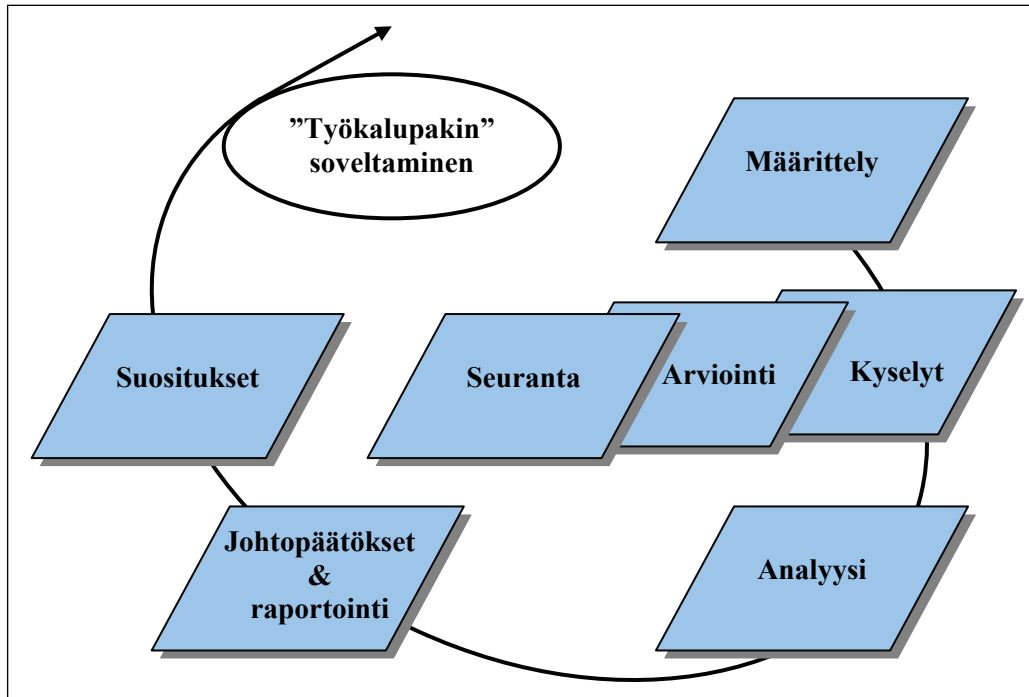 ”Työkalupakin”
soveltaminen
Määrittely
Suositukset
Seuranta
Arviointi
Kyselyt
Johtopäätökset
&
raportointi
Analyysi